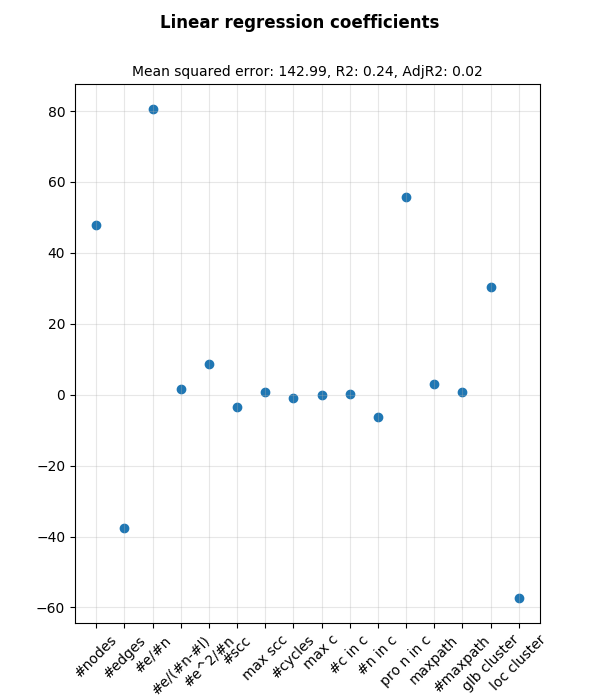 Linear regression coefficients
Mean squared error: 142.99, R2: 0.24, AdjR2: 0.02
80
60
40
20
0
−20
−40
−60
#nodes
#edges
#e/#n
#e/(#n-#l)
#e^2/#n
#scc
max scc
#cycles
max c
#c in c
#n in c
pro n in c
maxpath
#maxpath
glb cluster
loc cluster